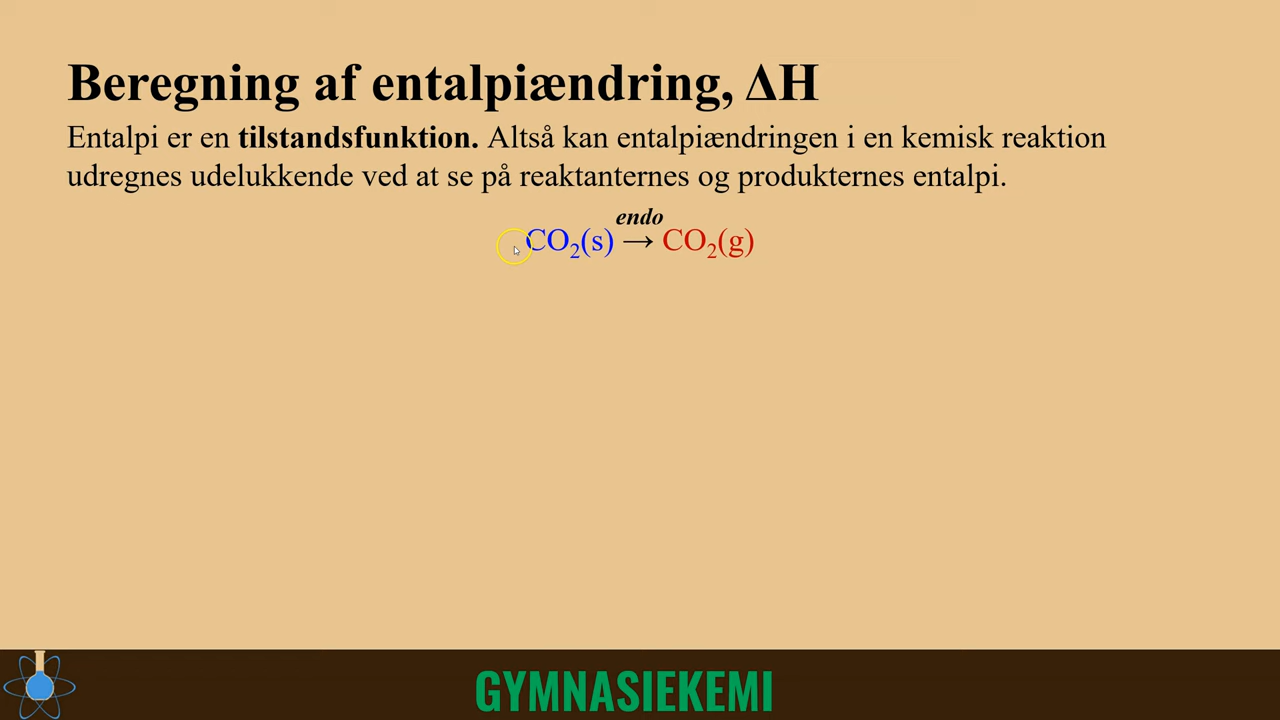 Beregning af entalpiændring, ΔH
Entalpi er en tilstandsfunktion. Altså kan entalpiændringen i en kemisk reaktion
udregnes udelukkende ved at se på reaktanternes og produkternes entalpi.
endo
CO₂(s) → CO₂(g)
GYMNASIEKEMI